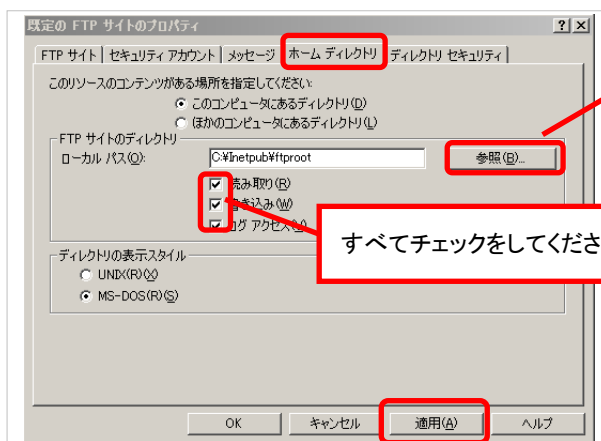 既定の FTP サイトのプロパティ
FTP サイト セキュリティ アカウント メッセージ ホーム ディレクトリ ディレクトリ セキュリティ
このリソースのコンテンツがある場所を指定してください:
このコンピュータにあるディレクトリ(D)
ほかのコンピュータにあるディレクトリ(L)
FTP サイトのディレクトリ
ローカル パス(O): C:¥Inetpub¥ftproot 参照(B)...
読み取り(R)
書き込み(W)
ログ アクセス
すべてチェックをしてくださ
ディレクトリの表示スタイル
UNIX(R)(X)
MS-DOS(R)(S)
OK キャンセル 適用(A) ヘルプ